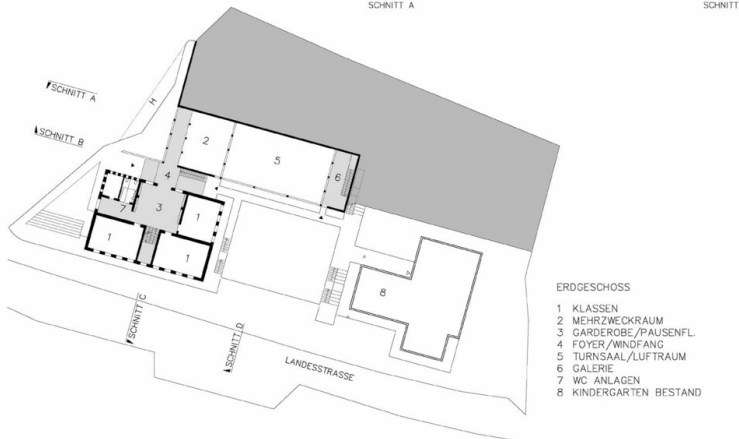 SCHNITT A
SCHNITT
SCHNITT A
SCHNITT B
H
2
5
6
4
7
3
1
1
1
8
SCHNITT C
SCHNITT D
LANDESSTRASSE
ERDGESCHOSS
1 KLASSEN
2 MEHRZWECKRAUM
3 GARDEROBE/PAUSENFL.
4 FOYER/WINDFANG
5 TURNSAAL/LUFTRAUM
6 GALERIE
7 WC ANLAGEN
8 KINDERGARTEN BESTAND